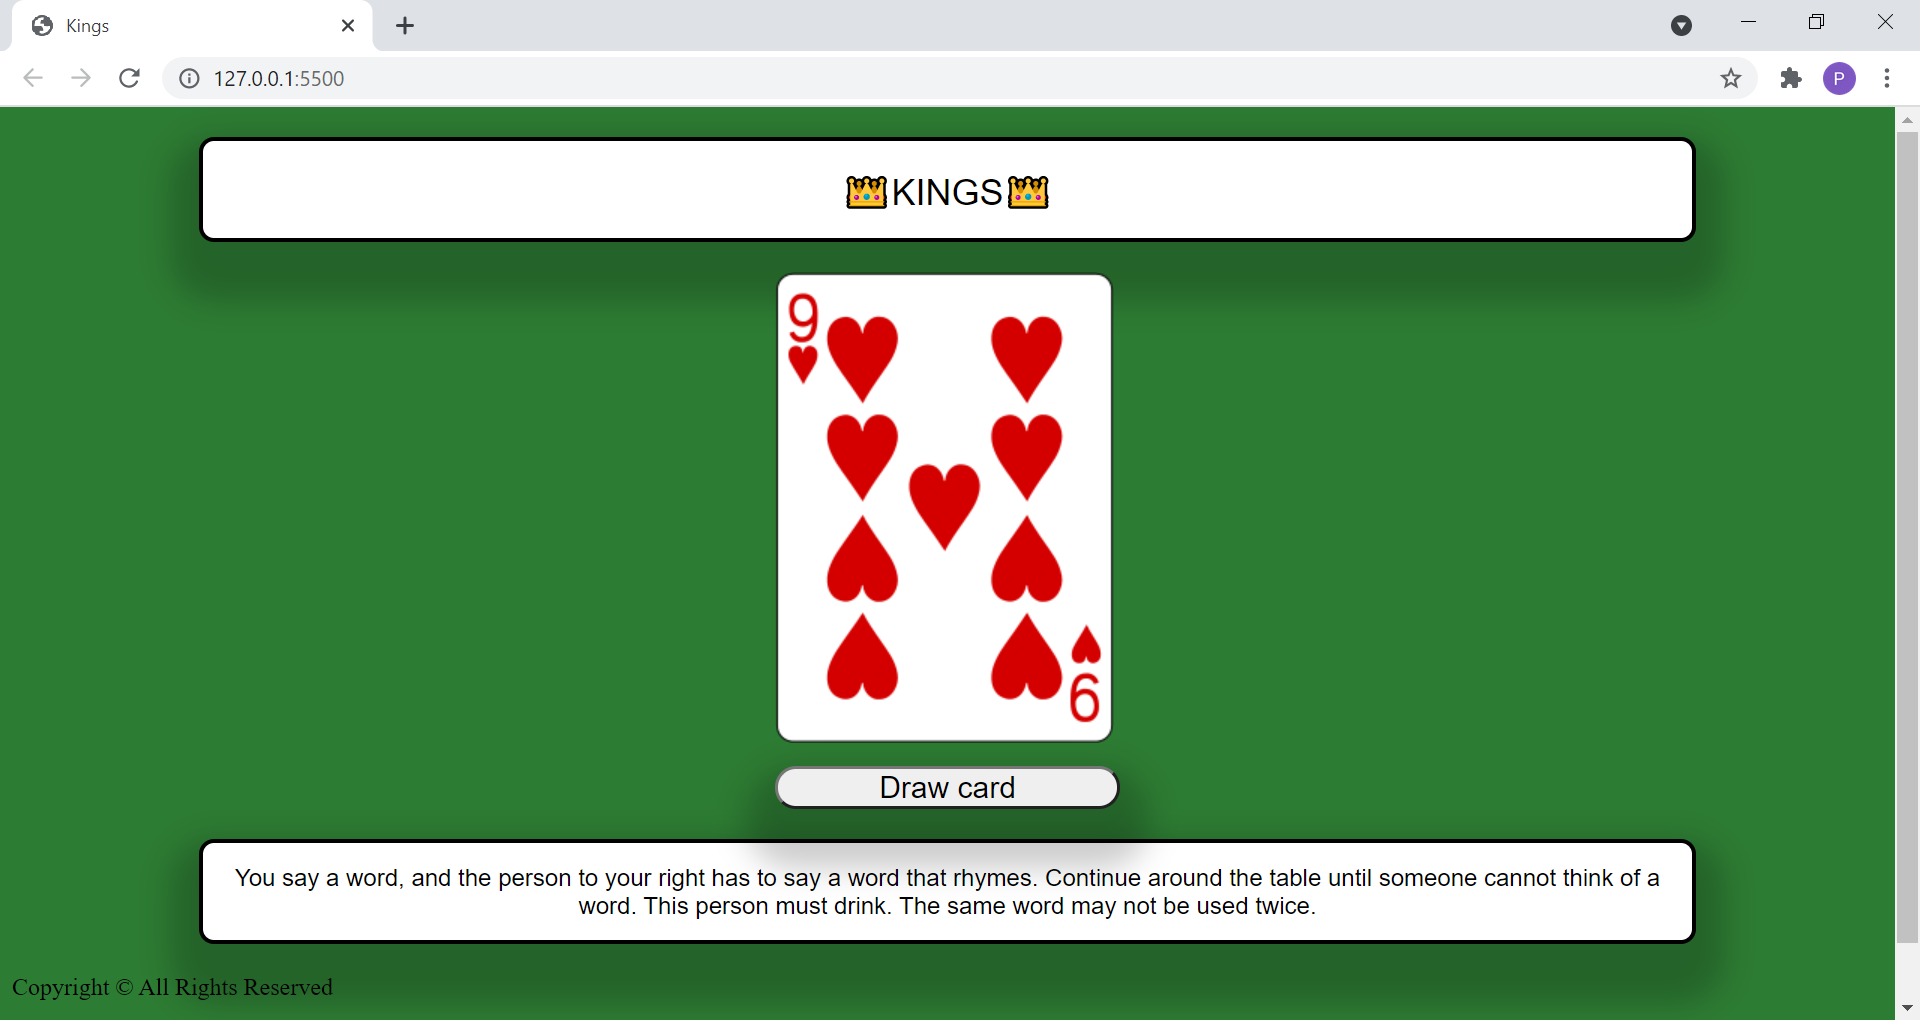 Kings
127.0.0.1:5500
P
👑KINGS👑
9
9
Draw card
You say a word, and the person to your right has to say a word that rhymes. Continue around the table until someone cannot think of a
word. This person must drink. The same word may not be used twice.
Copyright © All Rights Reserved